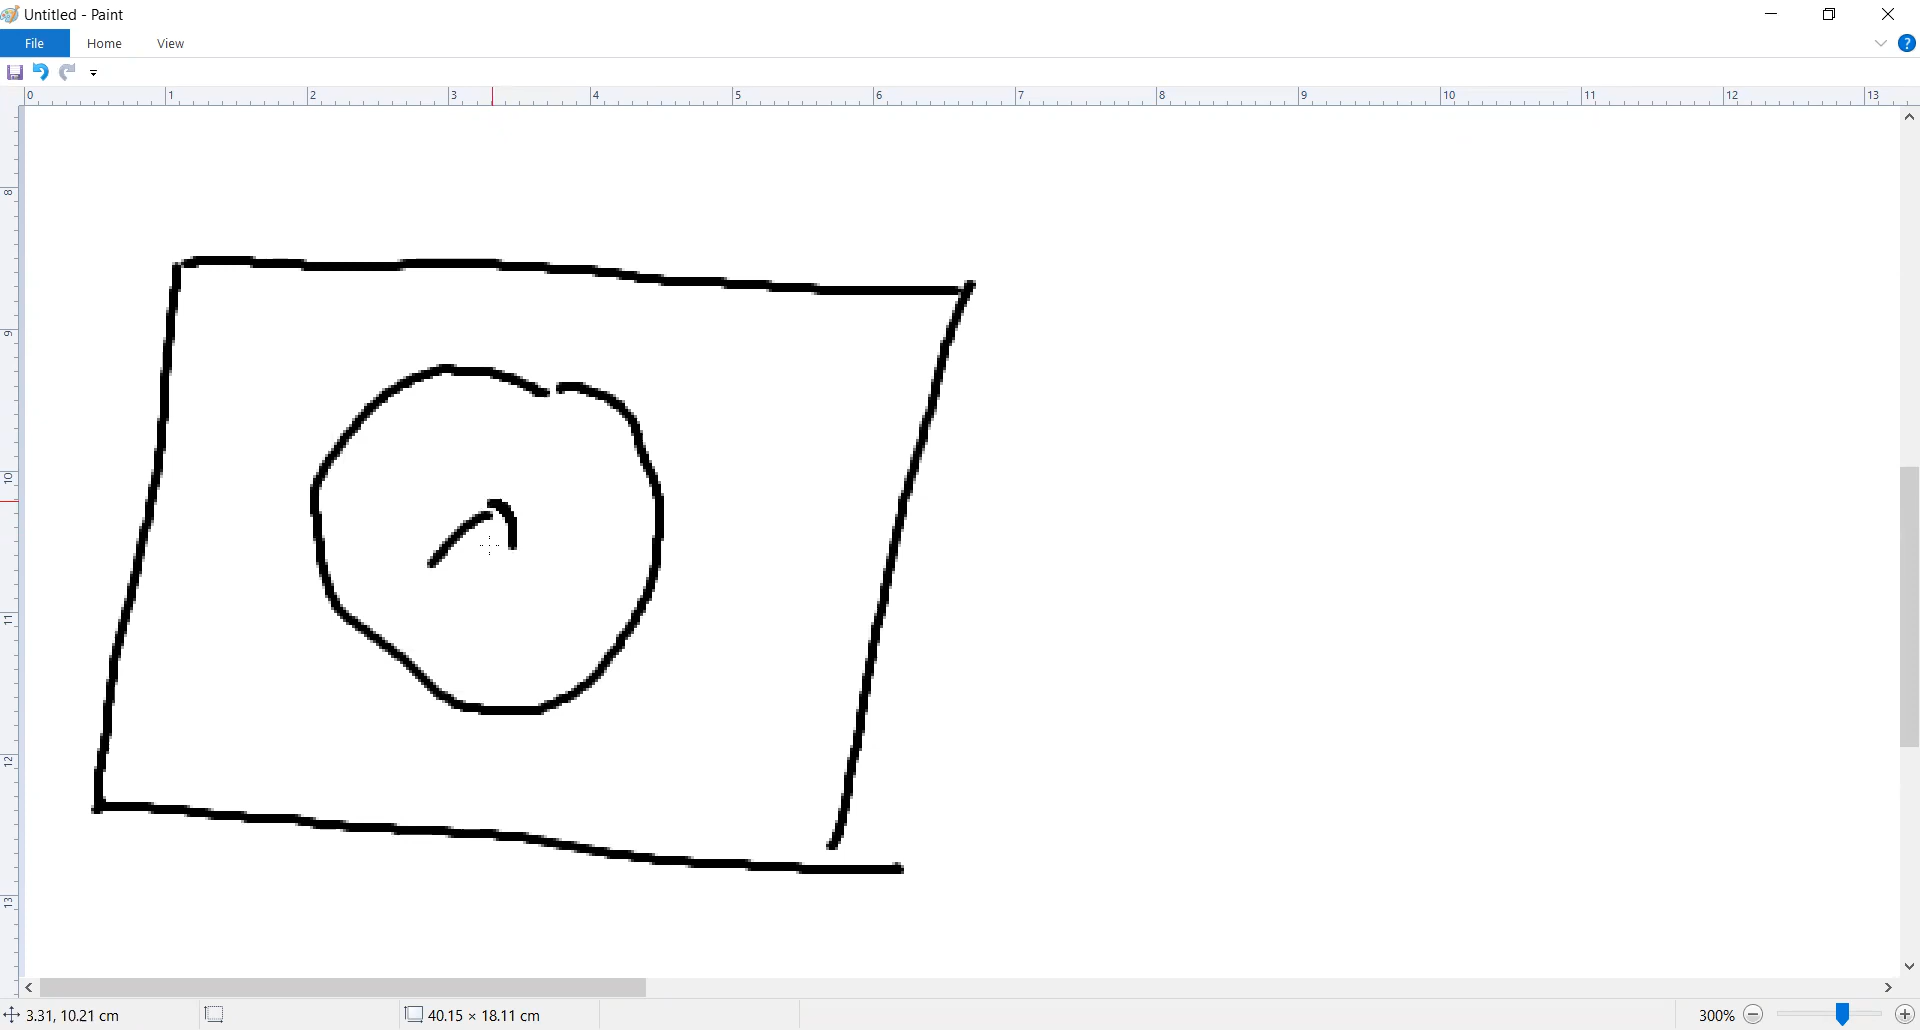 Untitled - Paint
File Home View
0 1 2 3 4 5 6 7 8 9 10 11 12 13
8
9
10
11
12
13
3.31, 10.21 cm 40.15 × 18.11 cm 300%